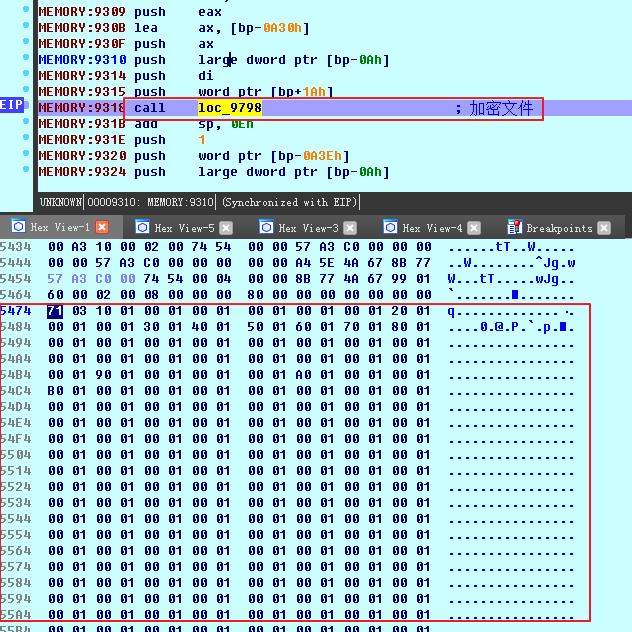 MEMORY:9309 push eax
MEMORY:930B lea ax, [bp-0A30h]
MEMORY:930F push ax
MEMORY:9310 push large dword ptr [bp-0Ah]
MEMORY:9314 push di
MEMORY:9315 push word ptr [bp+1Ah]
EIP MEMORY:9318 call loc_9798 ; 加密文件
MEMORY:931B add sp, 0Eh
MEMORY:931E push 1
MEMORY:9320 push word ptr [bp-0A3Eh]
MEMORY:9324 push large dword ptr [bp-0Ah]
UNKNOWN 00009310: MEMORY:9310 (Synchronized with EIP)
Hex View-1 Hex View-5 Hex View-3 Hex View-4 Breakpoints
5434 00 A3 10 00 02 00 74 54 00 00 57 A3 C0 00 00 00 ......tT..W.....
5444 00 00 57 A3 C0 00 00 00 00 00 A4 5E 4A 67 8B 77 ..W........^Jg.w
5454 57 A3 C0 00 74 54 00 04 00 00 8B 77 4A 67 99 01 W...tT.....wJg..
5464 60 00 02 00 08 00 00 00 80 00 00 00 00 00 00 00 `.......█.......
5474 71 03 10 01 00 01 00 01 00 01 00 01 00 01 20 01 q...............
5484 00 01 00 01 30 01 40 01 50 01 60 01 70 01 80 01 ....0.@.P.`.p.█.
5494 00 01 00 01 00 01 00 01 00 01 00 01 00 01 00 01 ................
54A4 00 01 00 01 00 01 00 01 00 01 00 01 00 01 00 01 ................
54B4 00 01 90 01 00 01 00 01 00 01 A0 01 00 01 00 01 ................
54C4 B0 01 00 01 00 01 00 01 00 01 00 01 00 01 00 01 ................
54D4 00 01 00 01 00 01 00 01 00 01 00 01 00 01 00 01 ................
54E4 00 01 00 01 00 01 00 01 00 01 00 01 00 01 00 01 ................
54F4 00 01 00 01 00 01 00 01 00 01 00 01 00 01 00 01 ................
5504 00 01 00 01 00 01 00 01 00 01 00 01 00 01 00 01 ................
5514 00 01 00 01 00 01 00 01 00 01 00 01 00 01 00 01 ................
5524 00 01 00 01 00 01 00 01 00 01 00 01 00 01 00 01 ................
5534 00 01 00 01 00 01 00 01 00 01 00 01 00 01 00 01 ................
5544 00 01 00 01 00 01 00 01 00 01 00 01 00 01 00 01 ................
5554 00 01 00 01 00 01 00 01 00 01 00 01 00 01 00 01 ................
5564 00 01 00 01 00 01 00 01 00 01 00 01 00 01 00 01 ................
5574 00 01 00 01 00 01 00 01 00 01 00 01 00 01 00 01 ................
5584 00 01 00 01 00 01 00 01 00 01 00 01 00 01 00 01 ................
5594 00 01 00 01 00 01 00 01 00 01 00 01 00 01 00 01 ................
55A4 00 01 00 01 00 01 00 01 00 01 00 01 00 01 00 01 ................
55B4 00 01 00 01 00 01 00 01 00 01 00 01 00 01 00 01 ................